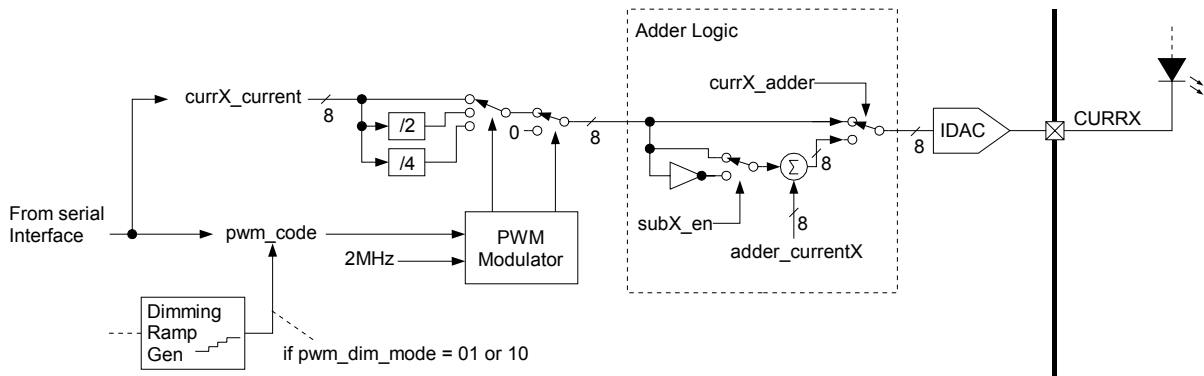 Adder Logic
currX_adder
currX_current
8
/2
/4
0
8
8
8
IDAC
CURRX
From serial
Interface
pwm_code
2MHz
PWM
Modulator
subX_en
Σ
8
adder_currentX
Dimming
Ramp
Gen
if pwm_dim_mode = 01 or 10